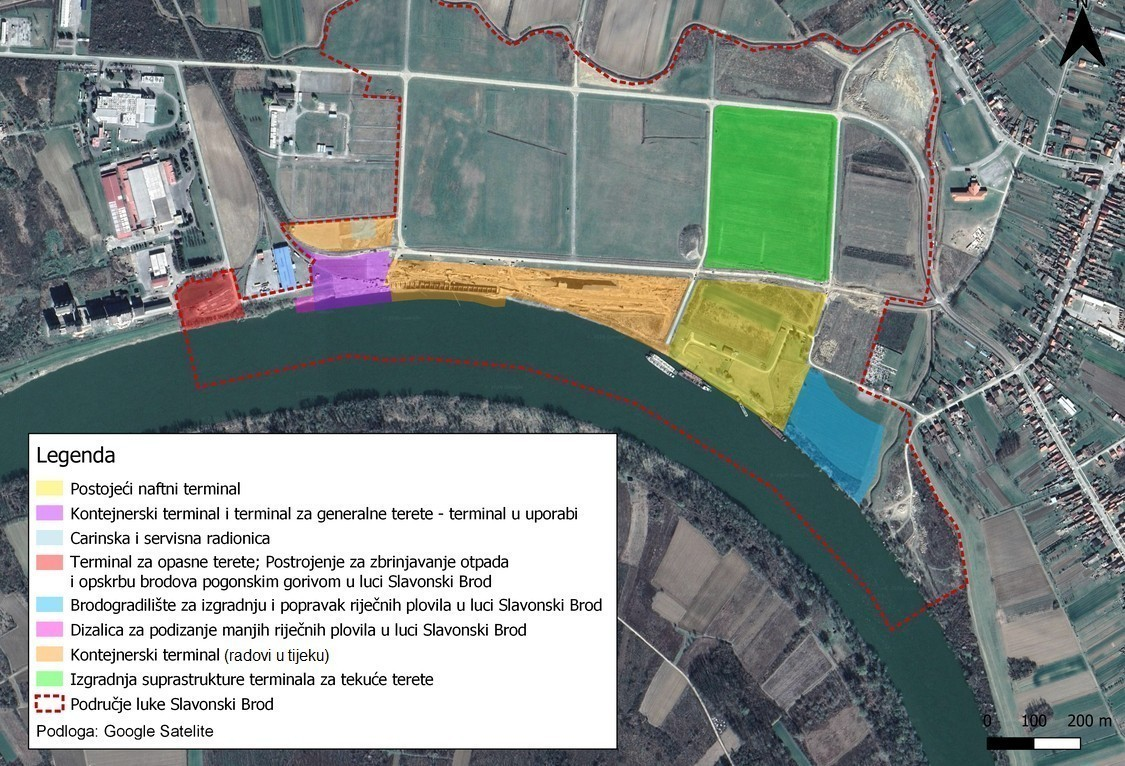 N
Legenda
Postojeći naftni terminal
Kontejnerski terminal i terminal za generalne terete - terminal u uporabi
Carinska i servisna radionica
Terminal za opasne terete; Postrojenje za zbrinjavanje otpada
i opskrbu brodova pogonskim gorivom u luci Slavonski Brod
Brodogradilište za izgradnju i popravak riječnih plovila u luci Slavonski Brod
Dizalica za podizanje manjih riječnih plovila u luci Slavonski Brod
Kontejnerski terminal (radovi u tijeku)
Izgradnja suprastrukture terminala za tekuće terete
Područje luke Slavonski Brod
Podloga: Google Satelite
0 100 200 m